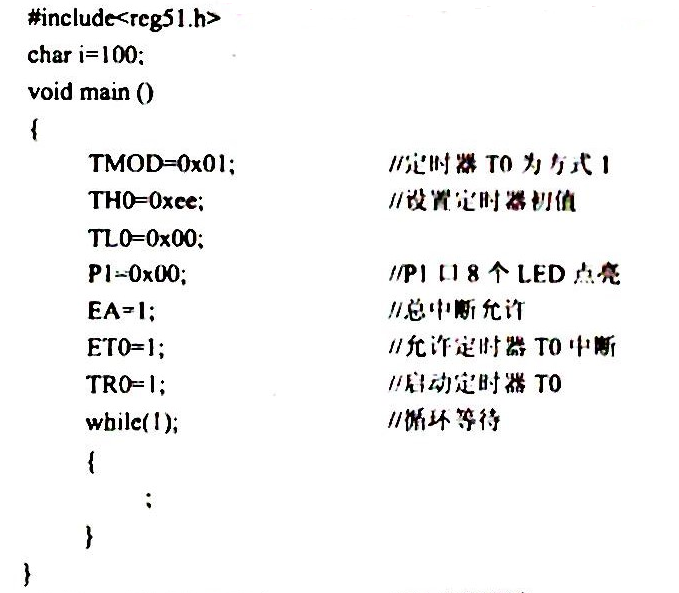 #include<reg51.h>
char i=100;
void main ()
{
TMOD=0x01; //定时器 T0 为方式 1
TH0=0xee; //设置定时器初值
TL0=0x00;
P1=0x00; //P1 口 8 个 LED 点亮
EA=1; //总中断允许
ET0=1; //允许定时器 T0 中断
TR0=1; //启动定时器 T0
while(1); //循环等待
{
;
}
}